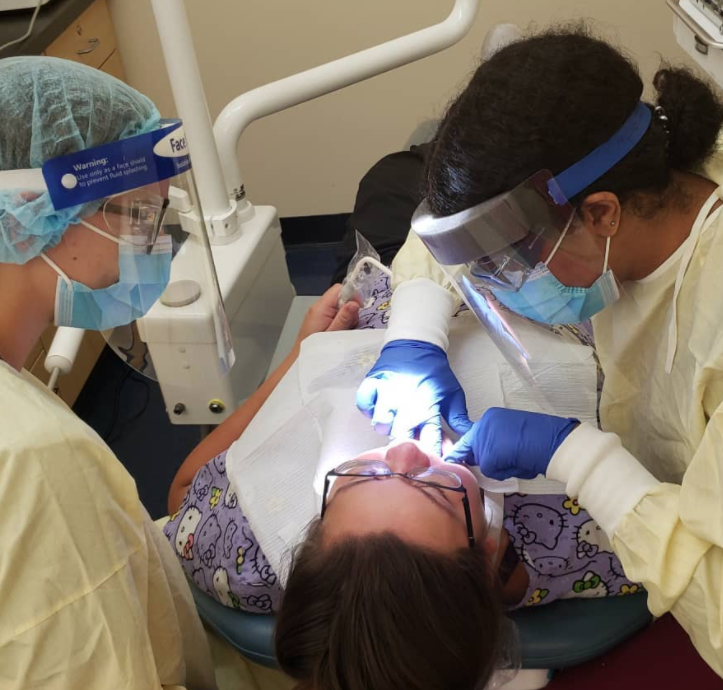 Warning:
Use only as a face shield
to prevent fluid splashing.
Face